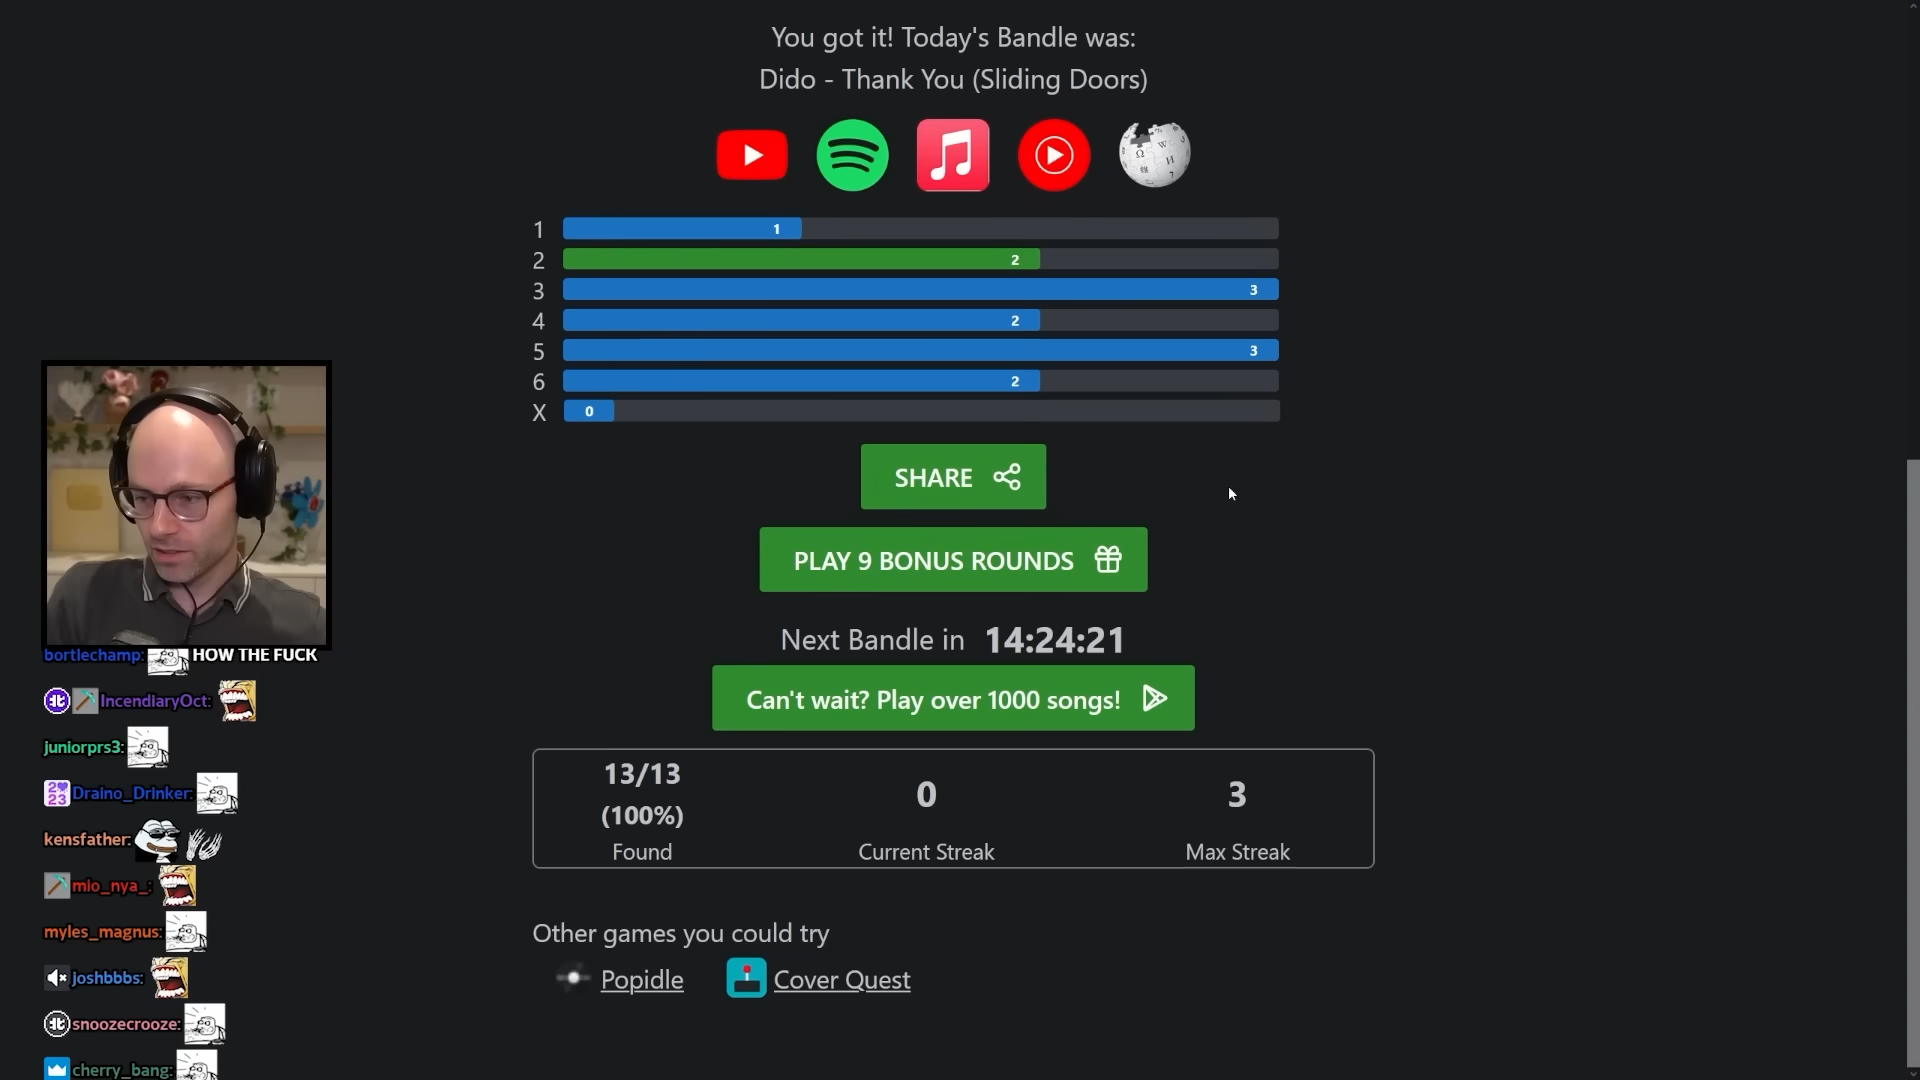 You got it! Today's Bandle was:
Dido - Thank You (Sliding Doors)
1 1
2 2
3 3
4 2
5 3
6 2
X 0
SHARE
PLAY 9 BONUS ROUNDS
Next Bandle in 14:24:21
Can't wait? Play over 1000 songs!
13/13
(100%)
Found
0
Current Streak
3
Max Streak
Other games you could try
Popidle
Cover Quest
bortlechamp: HOW THE FUCK
IncendiaryOct:
juniorprs3:
Draino_Drinker:
kensfather:
mio_nya_:
myles_magnus:
joshbbbs:
snoozecrooze:
cherry_bang: